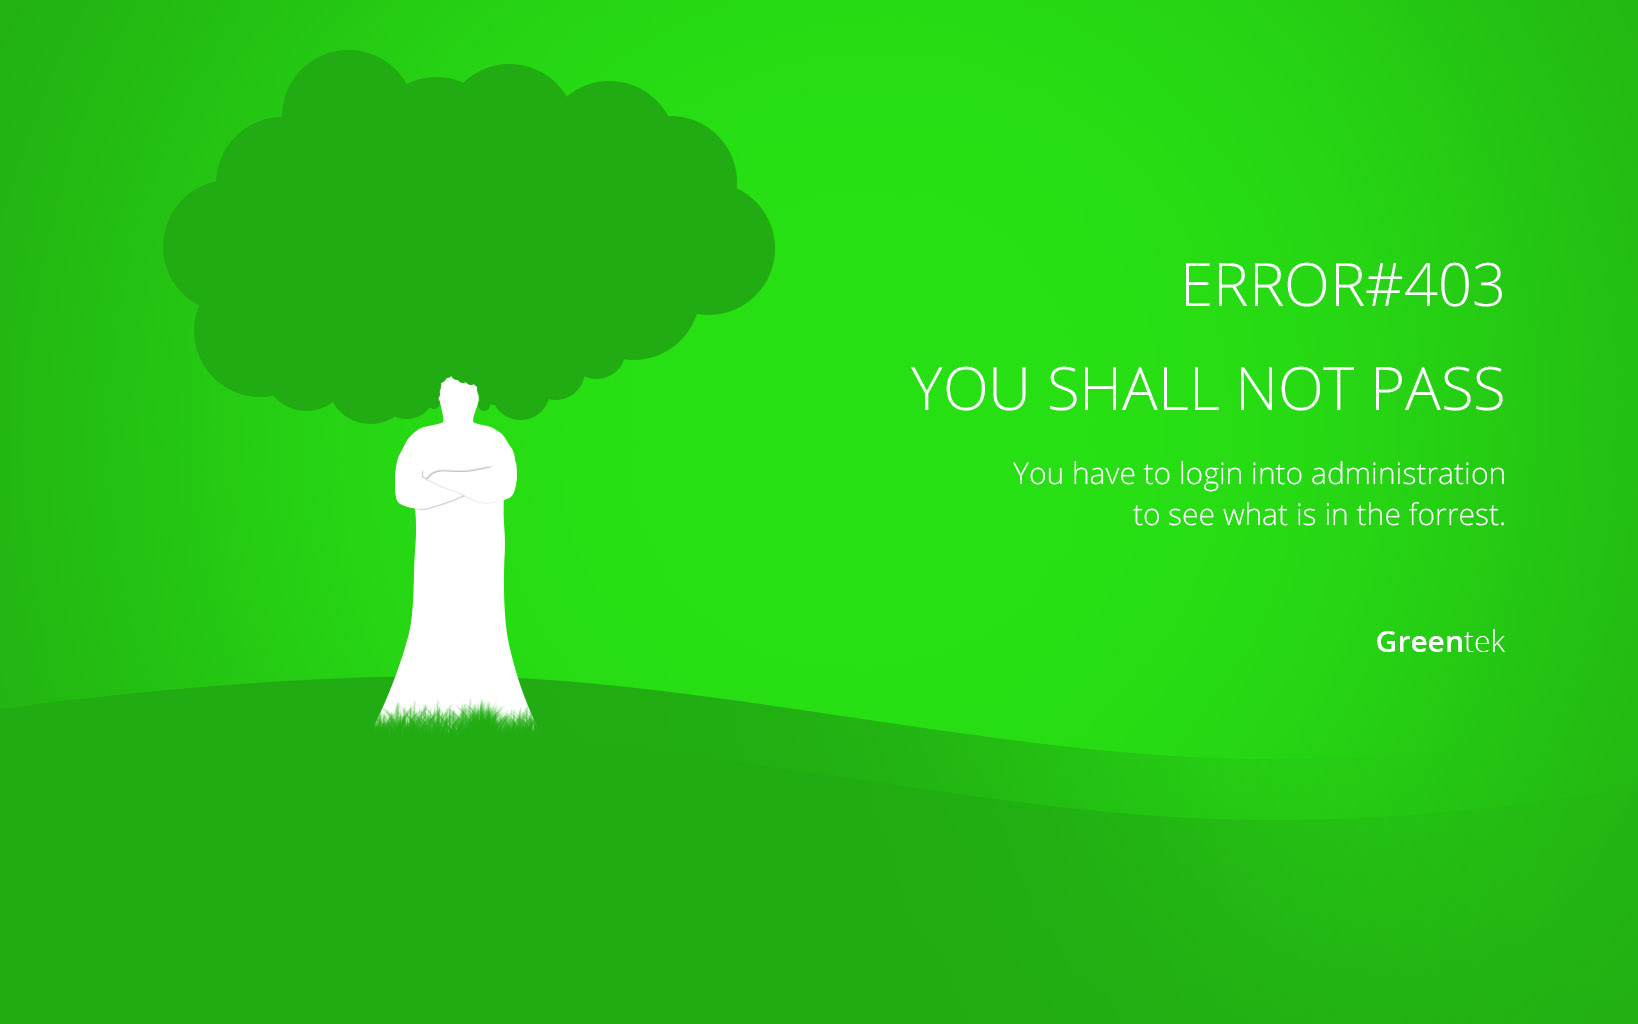 ERROR#403
YOU SHALL NOT PASS
You have to login into administration
to see what is in the forrest.
Greentek